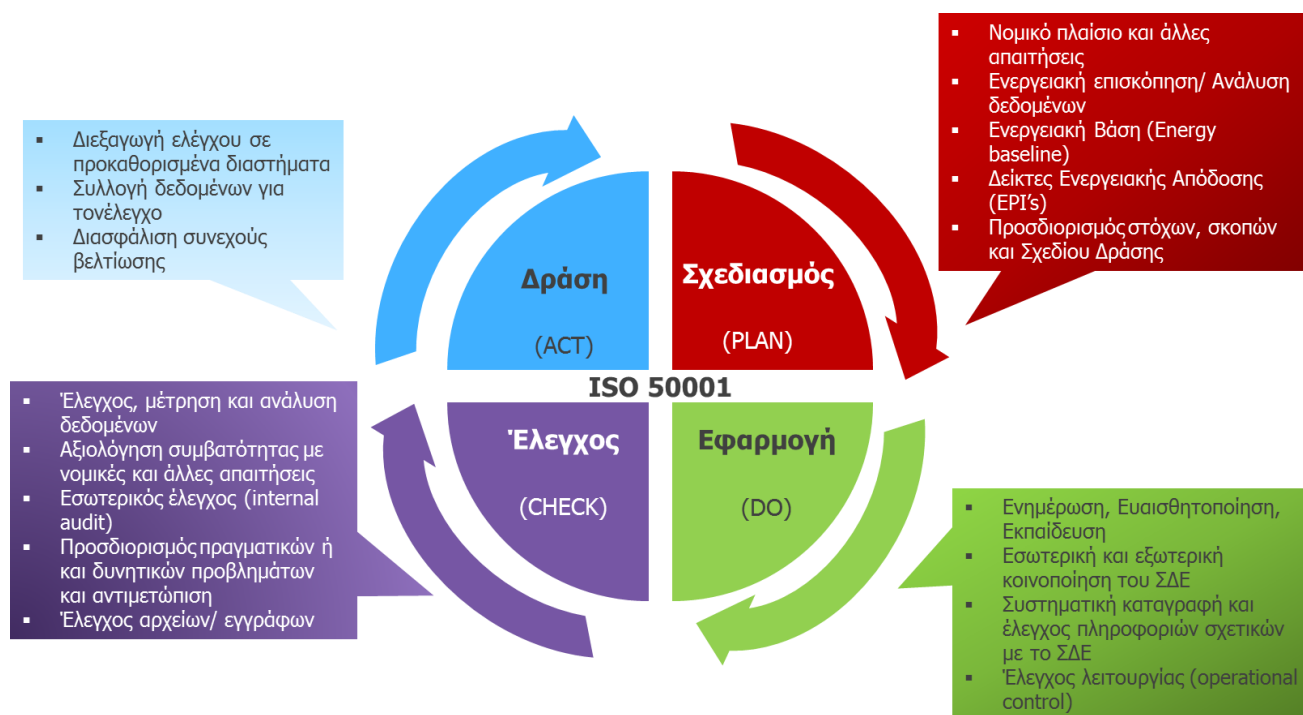 ▪ Διεξαγωγή ελέγχου σε
προκαθορισμένα διαστήματα
▪ Συλλογή δεδομένων για
τονέλεγχο
▪ Διασφάλιση συνεχούς
βελτίωσης
▪ Νομικό πλαίσιο και άλλες
απαιτήσεις
▪ Ενεργειακή επισκόπηση/ Ανάλυση
δεδομένων
▪ Ενεργειακή Βάση (Energy
baseline)
▪ Δείκτες Ενεργειακής Απόδοσης
(EPI’s)
▪ Προσδιορισμός στόχων, σκοπών
και Σχεδίου Δράσης
Δράση
(ACT)
Σχεδιασμός
(PLAN)
ISO 50001
Έλεγχος
(CHECK)
Εφαρμογή
(DO)
▪ Έλεγχος, μέτρηση και ανάλυση
δεδομένων
▪ Αξιολόγηση συμβατότητας με
νομικές και άλλες απαιτήσεις
▪ Εσωτερικός έλεγχος (internal
audit)
▪ Προσδιορισμός πραγματικών ή
και δυνητικών προβλημάτων
και αντιμετώπιση
▪ Έλεγχος αρχείων/ εγγράφων
▪ Ενημέρωση, Ευαισθητοποίηση,
Εκπαίδευση
▪ Εσωτερική και εξωτερική
κοινοποίηση του ΣΔΕ
▪ Συστηματική καταγραφή και
έλεγχος πληροφοριών σχετικών
με το ΣΔΕ
▪ Έλεγχος λειτουργίας (operational
control)